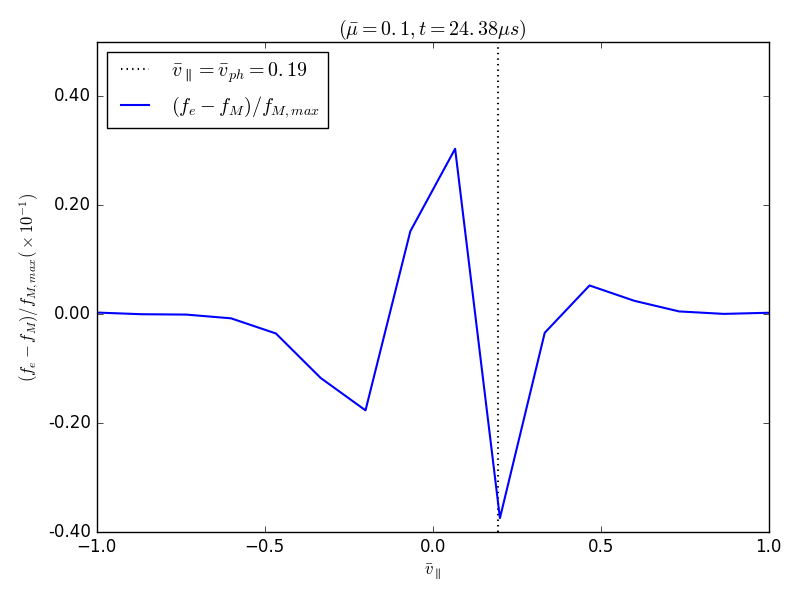 (μ̄ = 0.1, t = 24.38μs)
v̄∥ = v̄ph = 0.19
(fe − fM)/fM,max
(fe − fM)/fM,max(×10⁻¹)
0.40
0.20
0.00
-0.20
-0.40
−1.0 −0.5 0.0 0.5 1.0
v̄∥